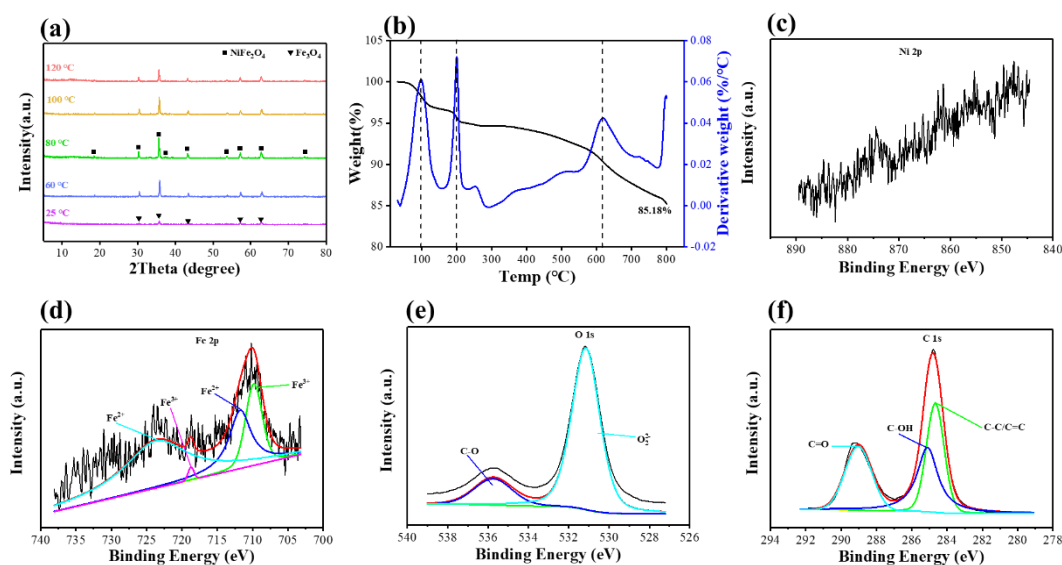 (a)
■ NiFe₂O₄ ▼ Fe₃O₄
120 ℃
100 ℃
80 ℃
60 ℃
25 ℃
Intensity(a.u.)
10 20 30 40 50 60 70 80
2Theta (degree)
(b)
105
100
95
90
85
80
Weight(%)
0.08
0.06
0.04
0.02
0.00
-0.02
Derivative weight (%/℃)
85.18%
100 200 300 400 500 600 700 800
Temp (℃)
(c)
Ni 2p
Intensity (a.u.)
890 880 870 860 850 840
Binding Energy (eV)
(d)
Fe 2p
Fe²⁺
Fe³⁺
Fe²⁺
Fe³⁺
Intensity (a.u.)
738 735 730 725 720 715 710 705 700
Binding Energy (eV)
(e)
O 1s
C-O
O₂²⁻
Intensity (a.u.)
540 538 536 534 532 530 528 526
Binding Energy (eV)
(f)
C 1s
C-C/C=C
C-OH
C=O
Intensity (a.u.)
294 292 290 288 286 284 282 280 278
Binding Energy (eV)